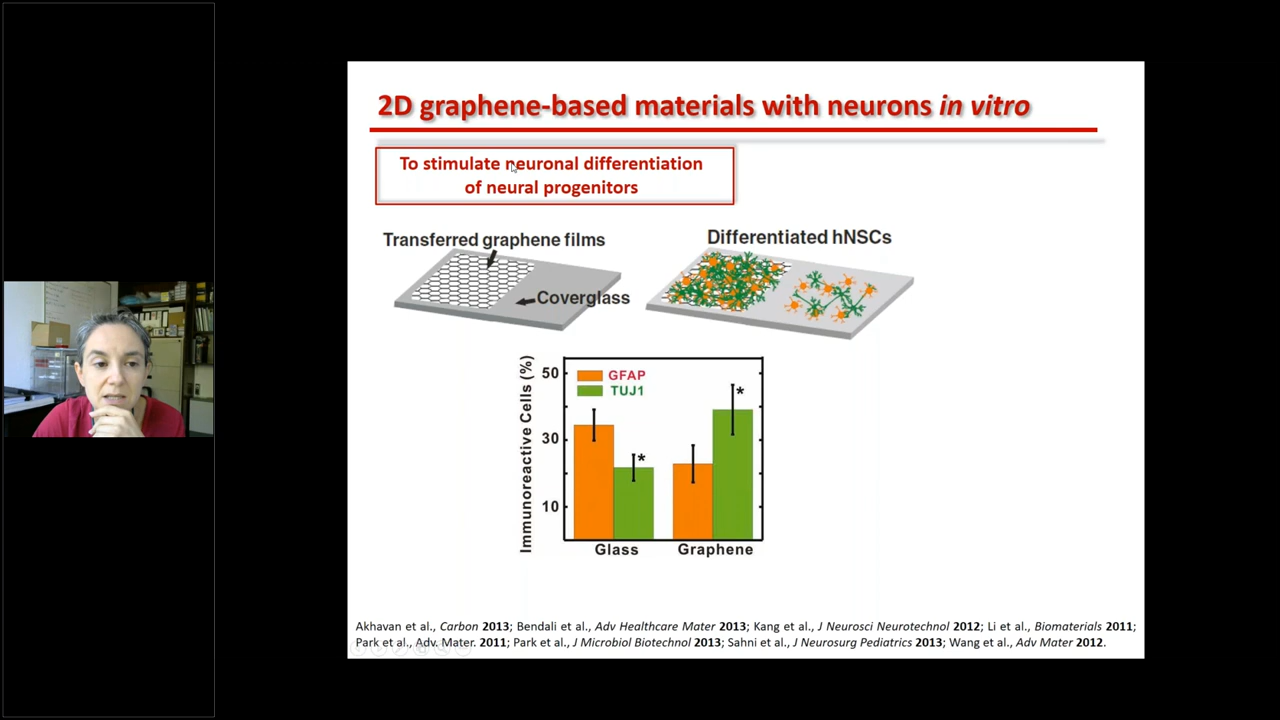 2D graphene-based materials with neurons in vitro
To stimulate neuronal differentiation
of neural progenitors
Transferred graphene films
Coverglass
Differentiated hNSCs
Immunoreactive Cells (%)
50
30
10
GFAP
TUJ1
*
*
Glass
Graphene
Akhavan et al., Carbon 2013; Bendali et al., Adv Healthcare Mater 2013; Kang et al., J Neurosci Neurotechnol 2012; Li et al., Biomaterials 2011;
Park et al., Adv. Mater. 2011; Park et al., J Microbiol Biotechnol 2013; Sahni et al., J Neurosurg Pediatrics 2013; Wang et al., Adv Mater 2012.